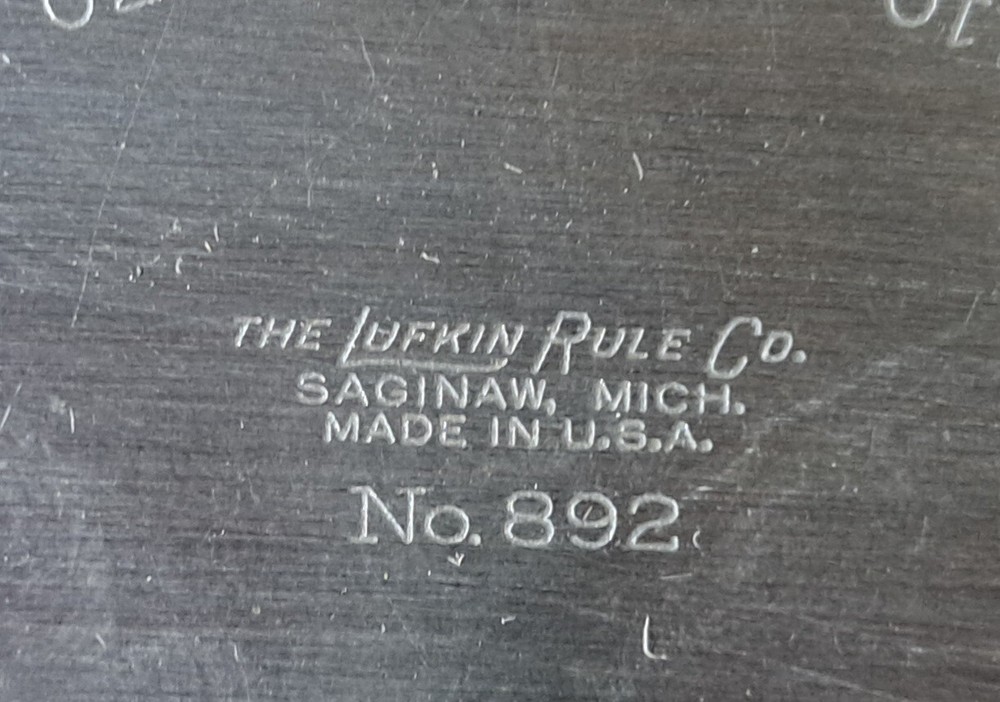 THE LUFKIN RULE CO.
SAGINAW, MICH.
MADE IN U.S.A.
No. 892